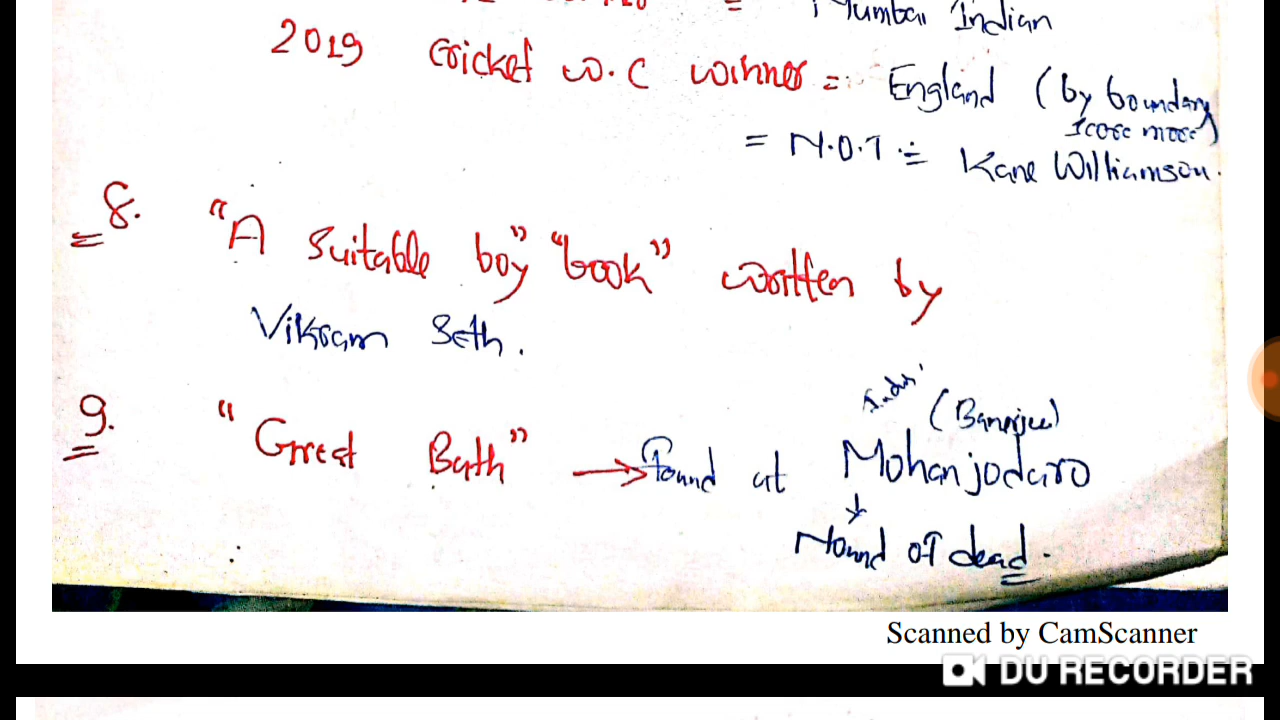 = Mumbai Indian
2019 Cricket W.C Winner = England (by boundary
score more)
= M.O.T = Kane Williamson.
8. "A Suitable boy" "book" written by
Vikram Seth.
Indus
9. "Great Bath" → found at Mohanjodaro
(Banerjee)
Mound of dead.
Scanned by CamScanner
DU RECORDER